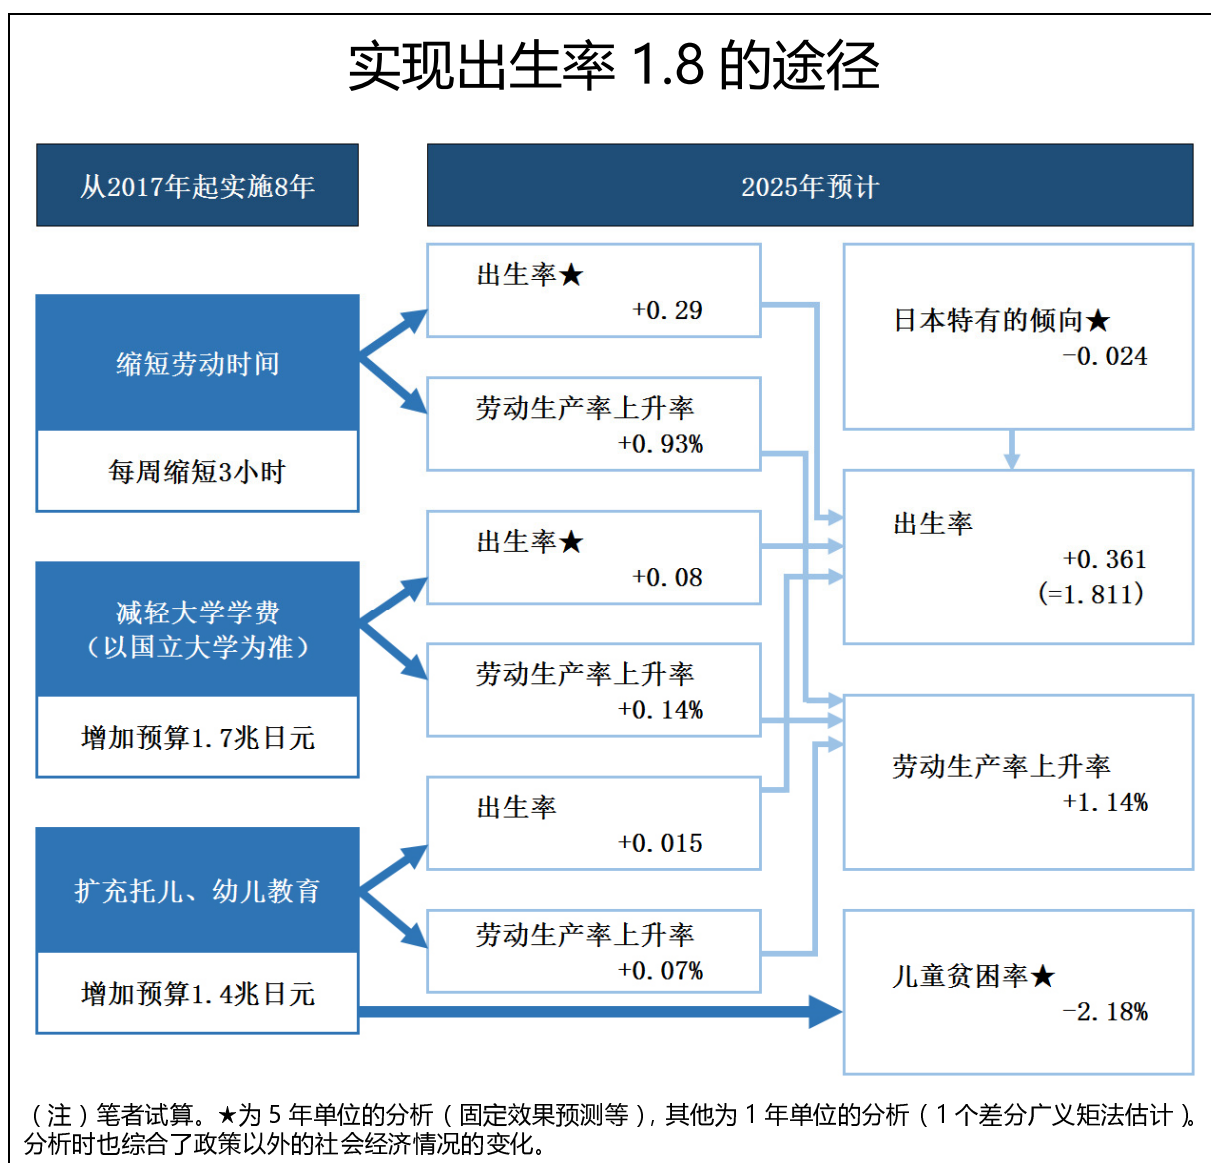 实现出生率 1.8 的途径
从2017年起实施8年
2025年预计
缩短劳动时间
每周缩短3小时
出生率★
+0.29
劳动生产率上升率
+0.93%
减轻大学学费
（以国立大学为准）
增加预算1.7兆日元
出生率★
+0.08
劳动生产率上升率
+0.14%
扩充托儿、幼儿教育
增加预算1.4兆日元
出生率
+0.015
劳动生产率上升率
+0.07%
日本特有的倾向★
-0.024
出生率
+0.361
(=1.811)
劳动生产率上升率
+1.14%
儿童贫困率★
-2.18%
（注）笔者试算。★为 5 年单位的分析（固定效果预测等），其他为 1 年单位的分析（1 个差分广义矩法估计）。
分析时也综合了政策以外的社会经济情况的变化。